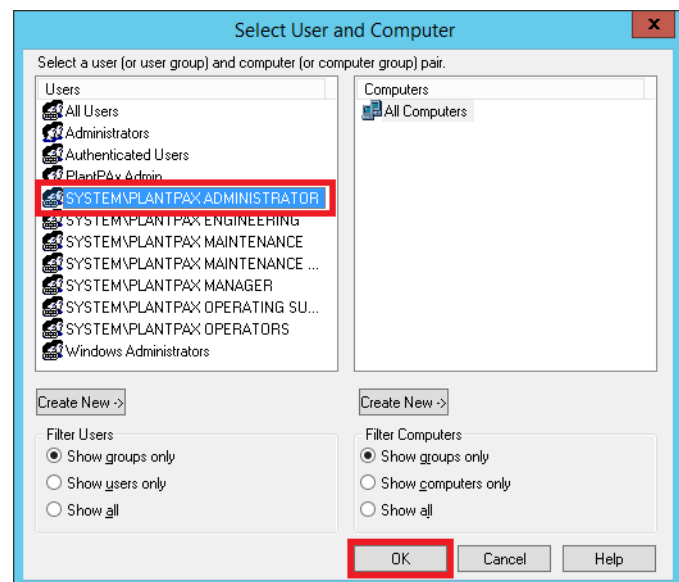 Select User and Computer
x
Select a user (or user group) and computer (or computer group) pair.
Users
All Users
Administrators
Authenticated Users
PlantPAx Admin
SYSTEM\PLANTPAX ADMINISTRATOR
SYSTEM\PLANTPAX ENGINEERING
SYSTEM\PLANTPAX MAINTENANCE
SYSTEM\PLANTPAX MAINTENANCE ...
SYSTEM\PLANTPAX MANAGER
SYSTEM\PLANTPAX OPERATING SU...
SYSTEM\PLANTPAX OPERATORS
Windows Administrators
Computers
All Computers
Create New ->
Create New ->
Filter Users
Show groups only
Show users only
Show all
Filter Computers
Show groups only
Show computers only
Show all
OK
Cancel
Help